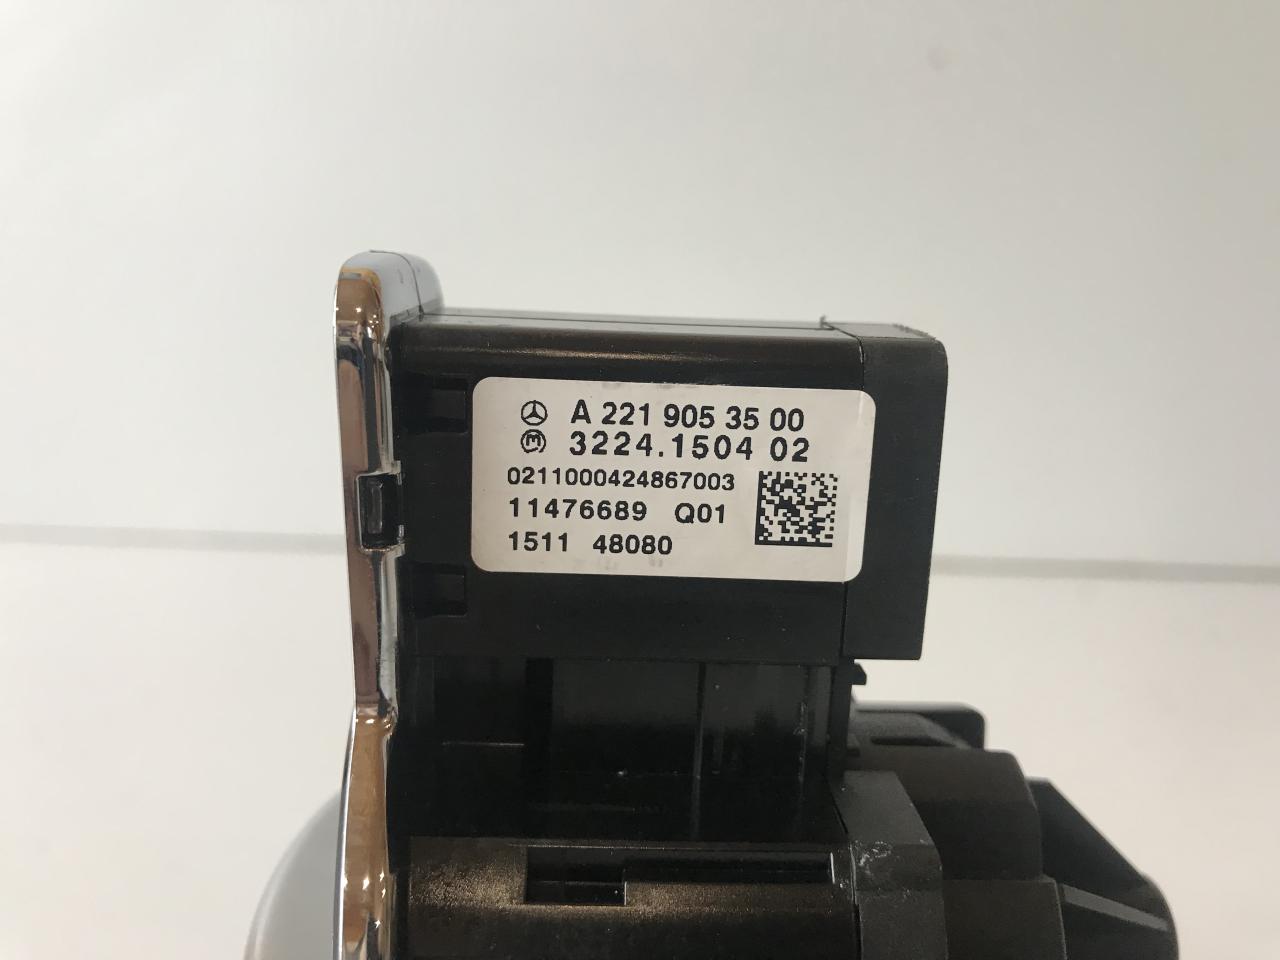 A 221 905 35 00
M 3224.1504 02
0211000424867003
11476689 Q01
1511 48080